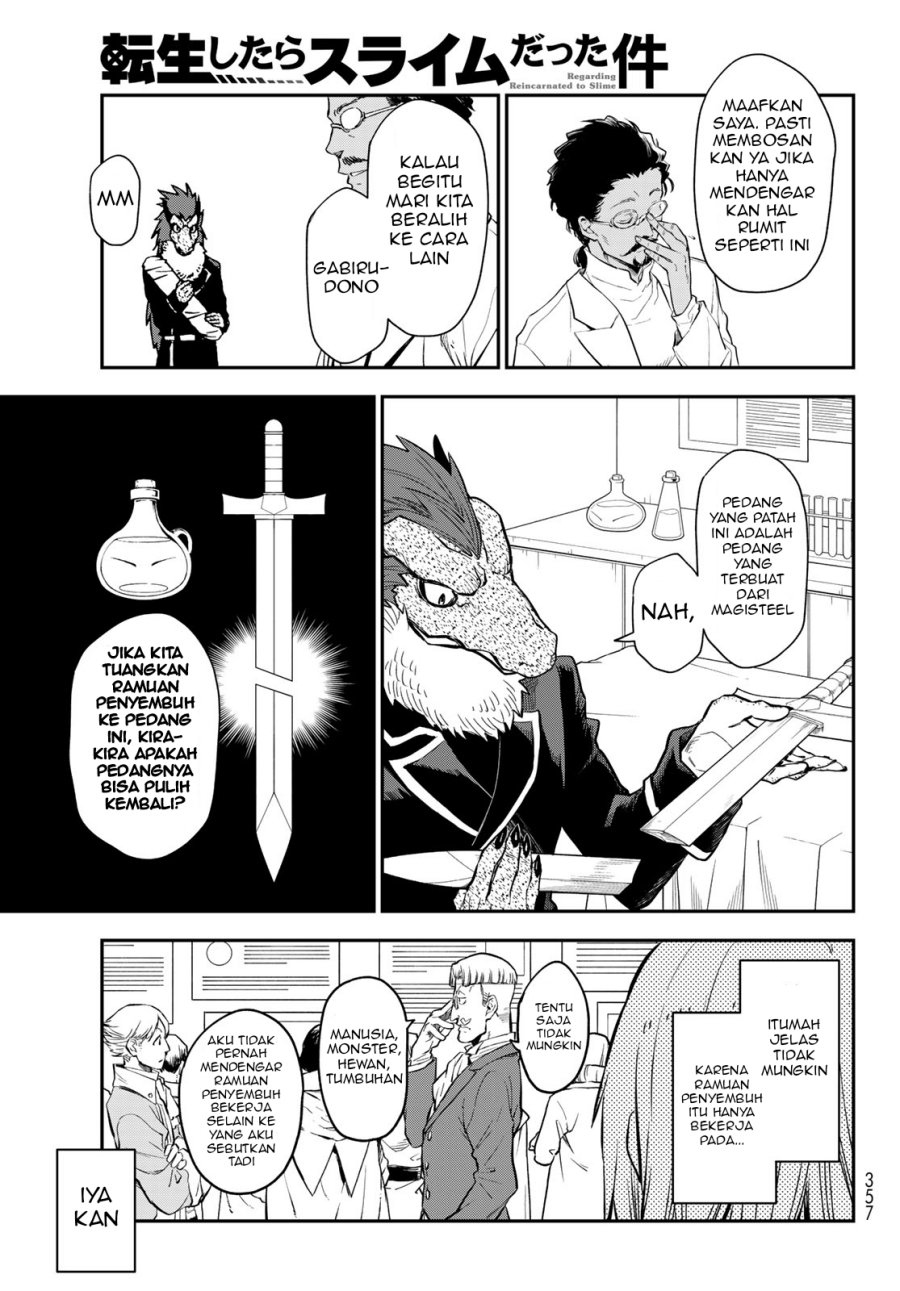 転生したらスライムだった件
Regarding
Reincarnated to Slime
MAAFKAN
SAYA. PASTI
MEMBOSAN
KAN YA JIKA
HANYA
MENDENGAR
KAN HAL
RUMIT
SEPERTI INI
KALAU
BEGITU
MARI KITA
BERALIH
KE CARA
LAIN
GABIRU-
DONO
MM
PEDANG
YANG PATAH
INI ADALAH
PEDANG
YANG
TERBUAT
DARI
MAGISTEEL
NAH,
JIKA KITA
TUANGKAN
RAMUAN
PENYEMBUH
KE PEDANG
INI, KIRA-
KIRA APAKAH
PEDANGNYA
BISA PULIH
KEMBALI?
ITUMAH
JELAS
TIDAK
MUNGKIN
KARENA
RAMUAN
PENYEMBUH
ITU HANYA
BEKERJA
PADA...
TENTU
SAJA
TIDAK
MUNGKIN
MANUSIA,
MONSTER,
HEWAN,
TUMBUHAN
AKU TIDAK
PERNAH
MENDENGAR
RAMUAN
PENYEMBUH
BEKERJA
SELAIN KE
YANG AKU
SEBUTKAN
TADI
IYA
KAN
357